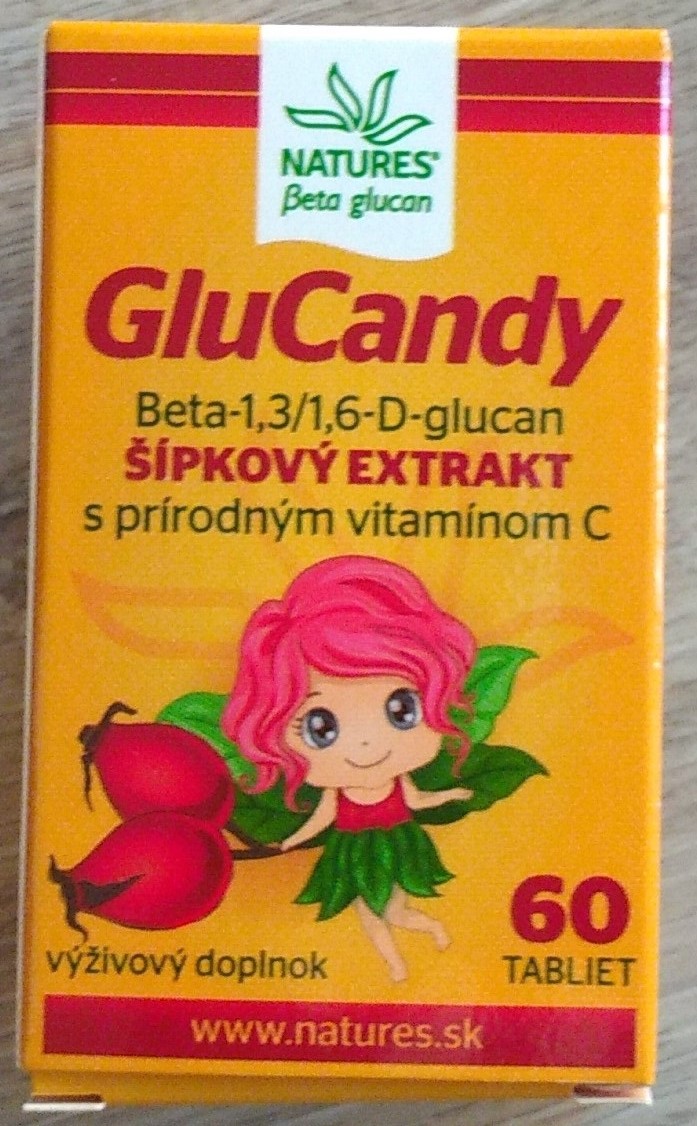 NATURES®
βeta glucan
GluCandy
Beta-1,3/1,6-D-glucan
ŠÍPKOVÝ EXTRAKT
s prírodným vitamínom C
60
výživový doplnok
TABLIET
www.natures.sk